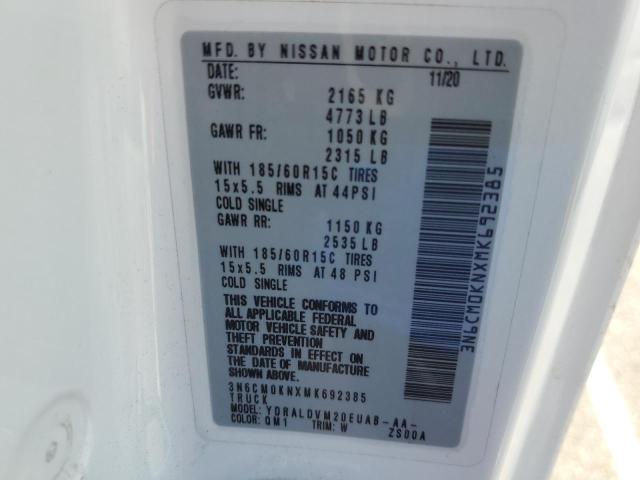 MFD. BY NISSAN MOTOR CO., LTD.
DATE: 11/20
GVWR: 2165 KG
4773 LB
GAWR FR: 1050 KG
2315 LB
WITH 185/60R15C TIRES
15x5.5 RIMS AT 44PSI
COLD SINGLE
GAWR RR: 1150 KG
2535 LB
WITH 185/60R15C TIRES
15x5.5 RIMS AT 48 PSI
COLD SINGLE
THIS VEHICLE CONFORMS TO
ALL APPLICABLE FEDERAL
MOTOR VEHICLE SAFETY AND
THEFT PREVENTION
STANDARDS IN EFFECT ON
THE DATE OF MANUFACTURE
SHOWN ABOVE.
3N6CM0KNXMK692385
TRUCK
MODEL: YDRALDVM20EUAB-AA-
COLOR: QM1 TRIM: W ZS00A
3N6CM0KNXMK692385